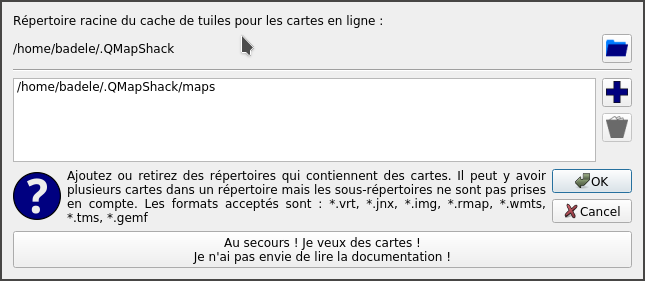 Répertoire racine du cache de tuiles pour les cartes en ligne :
/home/badele/.QMapShack
/home/badele/.QMapShack/maps
Ajoutez ou retirez des répertoires qui contiennent des cartes. Il peut y avoir
plusieurs cartes dans un répertoire mais les sous-répertoires ne sont pas prises
en compte. Les formats acceptés sont : *.vrt, *.jnx, *.img, *.rmap, *.wmts,
*.tms, *.gemf
OK
Cancel
Au secours ! Je veux des cartes !
Je n'ai pas envie de lire la documentation !